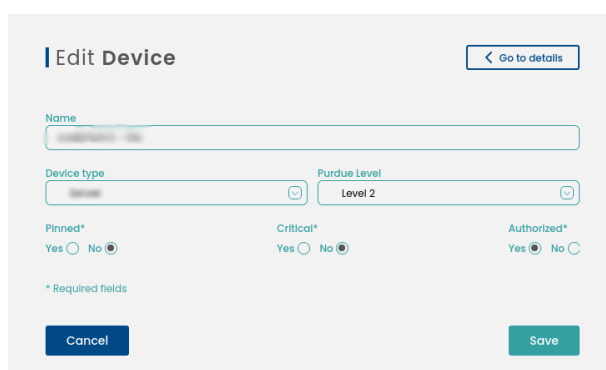 Edit Device
Go to details
Name
Device type
Purdue Level
Level 2
Pinned*
Critical*
Authorized*
Yes No
Yes No
Yes No
* Required fields
Cancel
Save